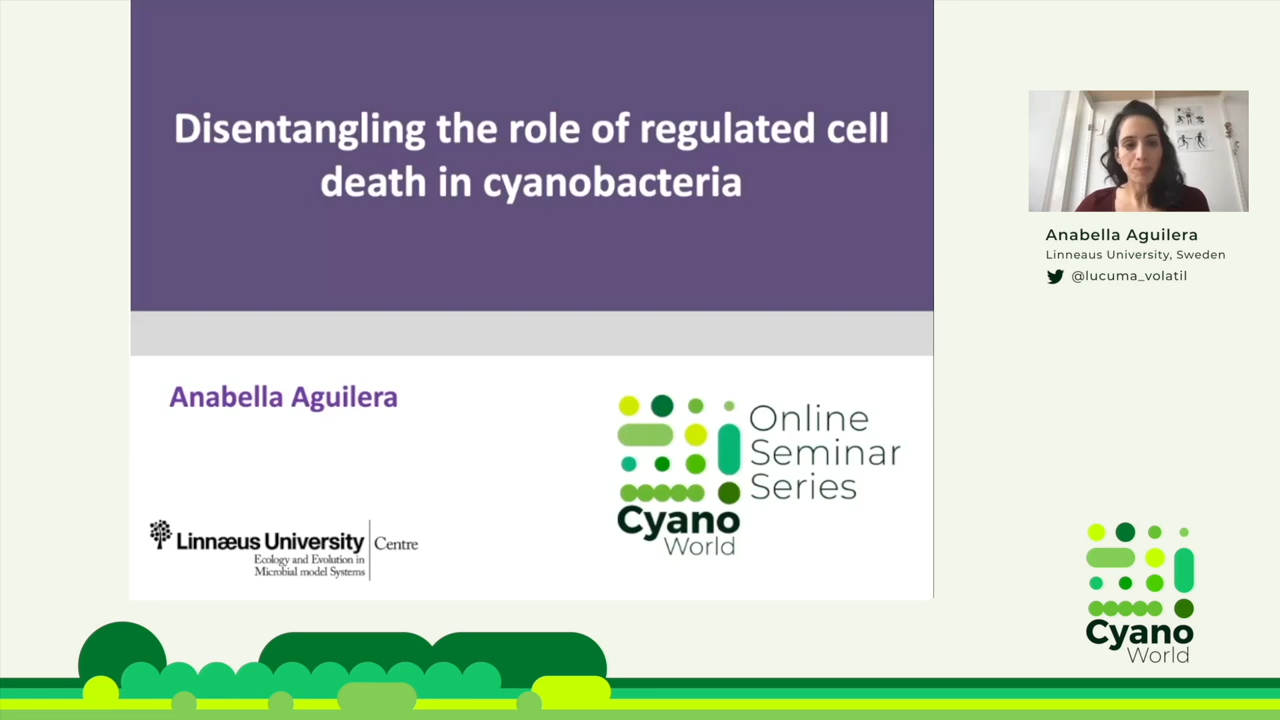 Disentangling the role of regulated cell
death in cyanobacteria
Anabella Aguilera
Linnæus University
Centre
Ecology and Evolution in
Microbial model Systems
Online
Seminar
Series
Cyano
World
Anabella Aguilera
Linneaus University, Sweden
@lucuma_volatil
Cyano
World